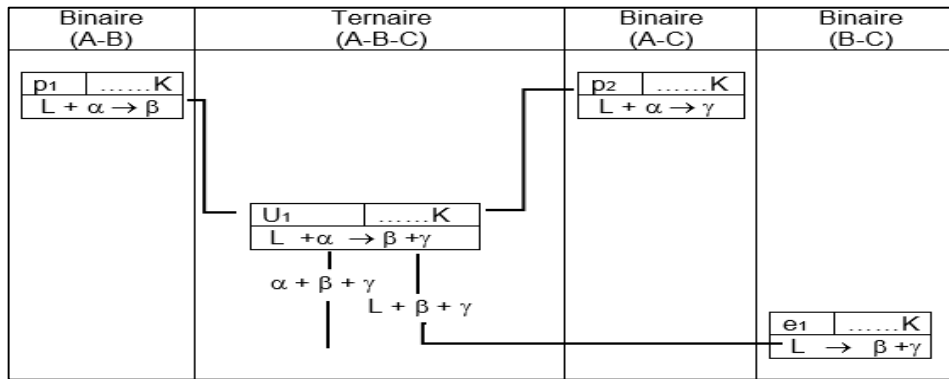 Binaire Ternaire Binaire Binaire
(A-B) (A-B-C) (A-C) (B-C)
p1 ......K p2 ......K
L + α → β L + α → γ
U1 ......K
L +α → β +γ
α + β + γ
L + β + γ
e1 ......K
L → β +γ